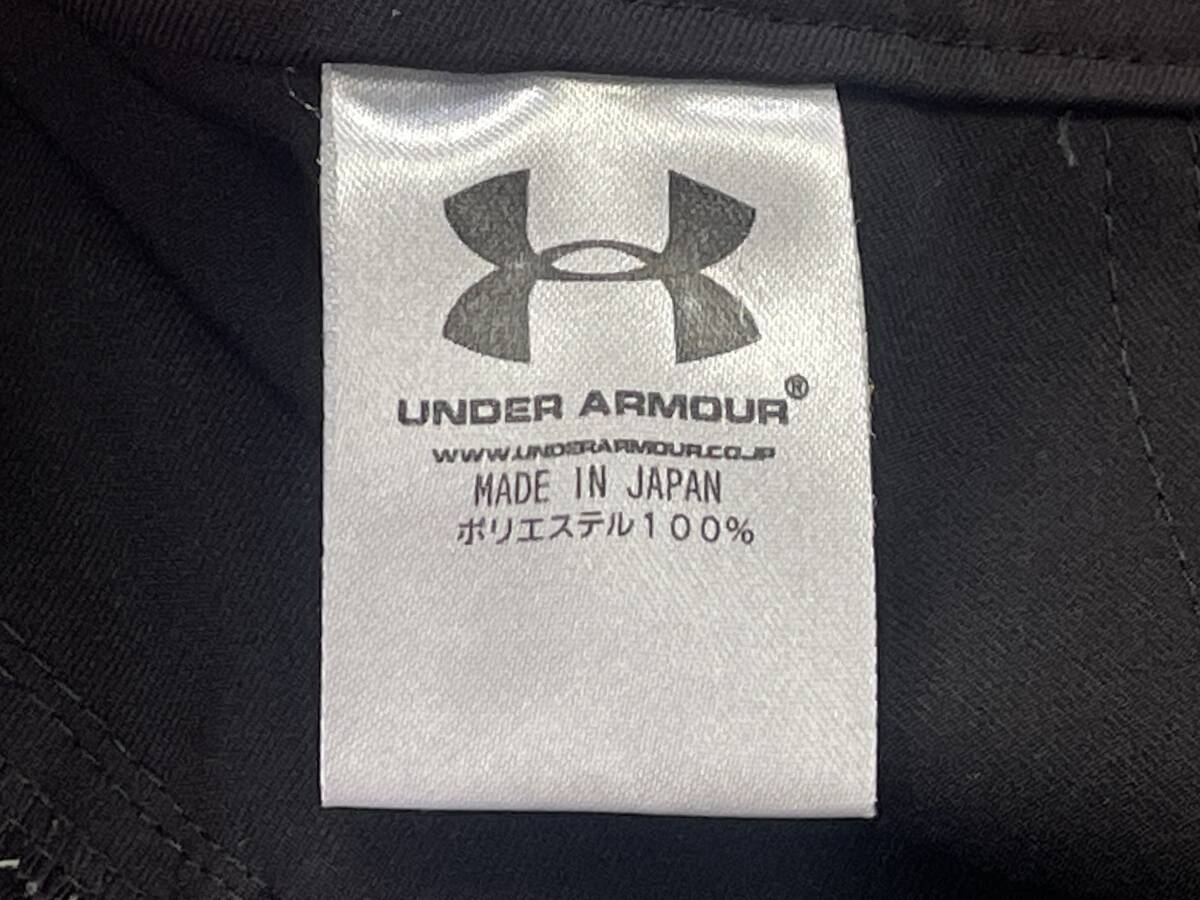 UNDER ARMOUR®
WWW.UNDERARMOUR.CO.JP
MADE IN JAPAN
ポリエステル100%